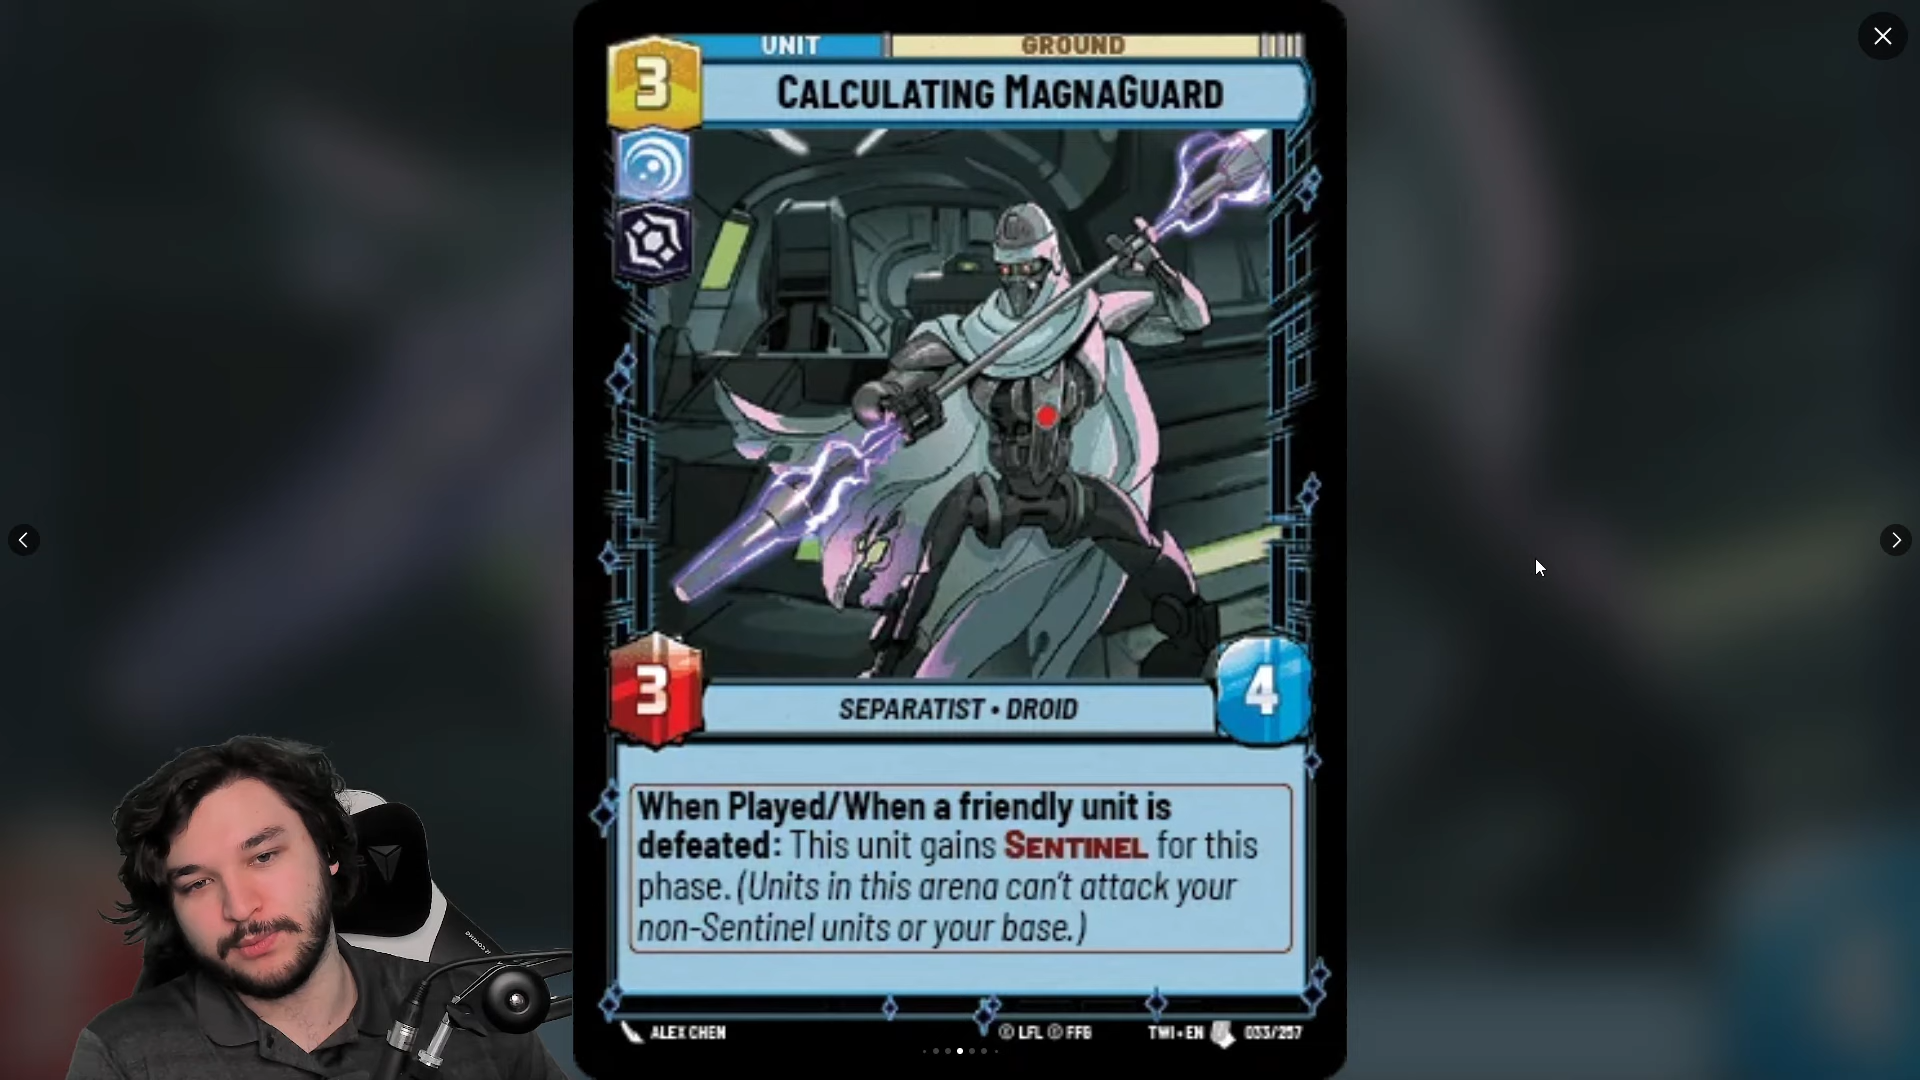 UNIT
GROUND
3
CALCULATING MAGNAGUARD
3
SEPARATIST • DROID
4
When Played/When a friendly unit is
defeated: This unit gains SENTINEL for this
phase. (Units in this arena can't attack your
non-Sentinel units or your base.)
ALEX CHEN
© LFL © FFG
TWI • EN
033/257